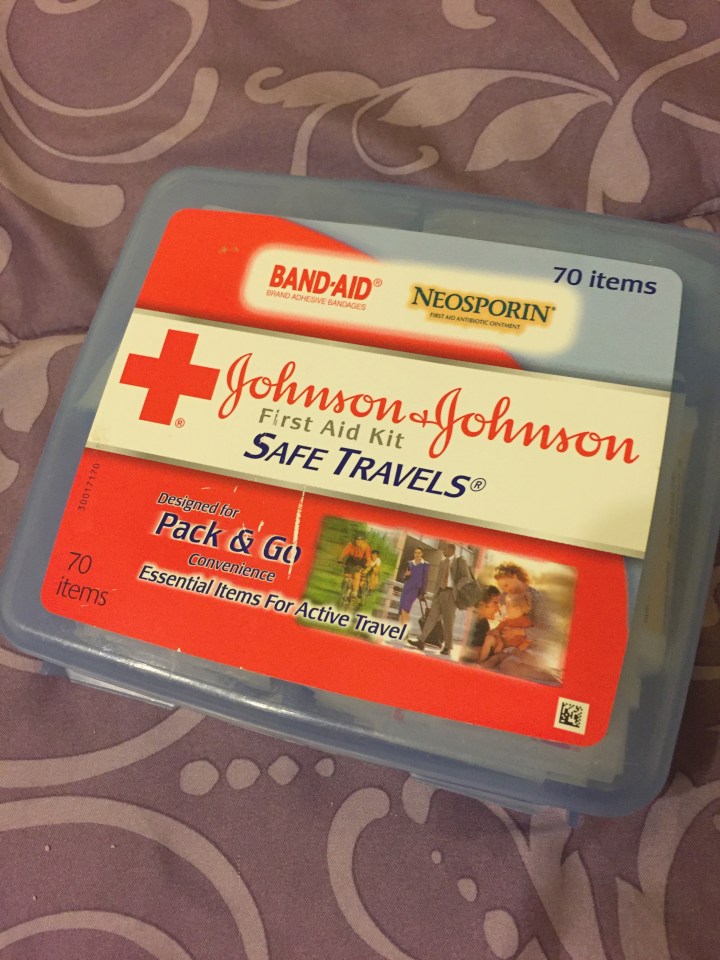 70 items
BAND-AID®
BRAND ADHESIVE BANDAGES
NEOSPORIN®
FIRST AID ANTIBIOTIC OINTMENT
Johnson & Johnson
®
First Aid Kit
SAFE TRAVELS®
30017170
Designed for
Pack & Go
Convenience
Essential Items For Active Travel
70
items